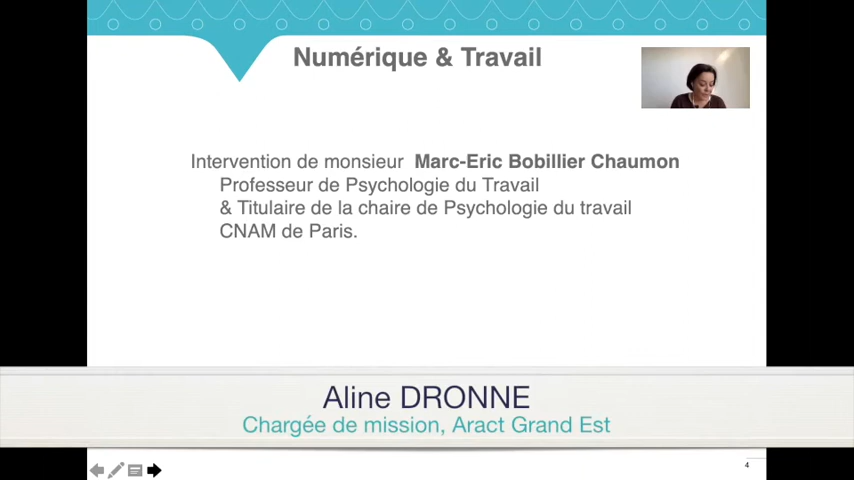 Numérique & Travail
Intervention de monsieur Marc-Eric Bobillier Chaumon
Professeur de Psychologie du Travail
& Titulaire de la chaire de Psychologie du travail
CNAM de Paris.
Aline DRONNE
Chargée de mission, Aract Grand Est
4